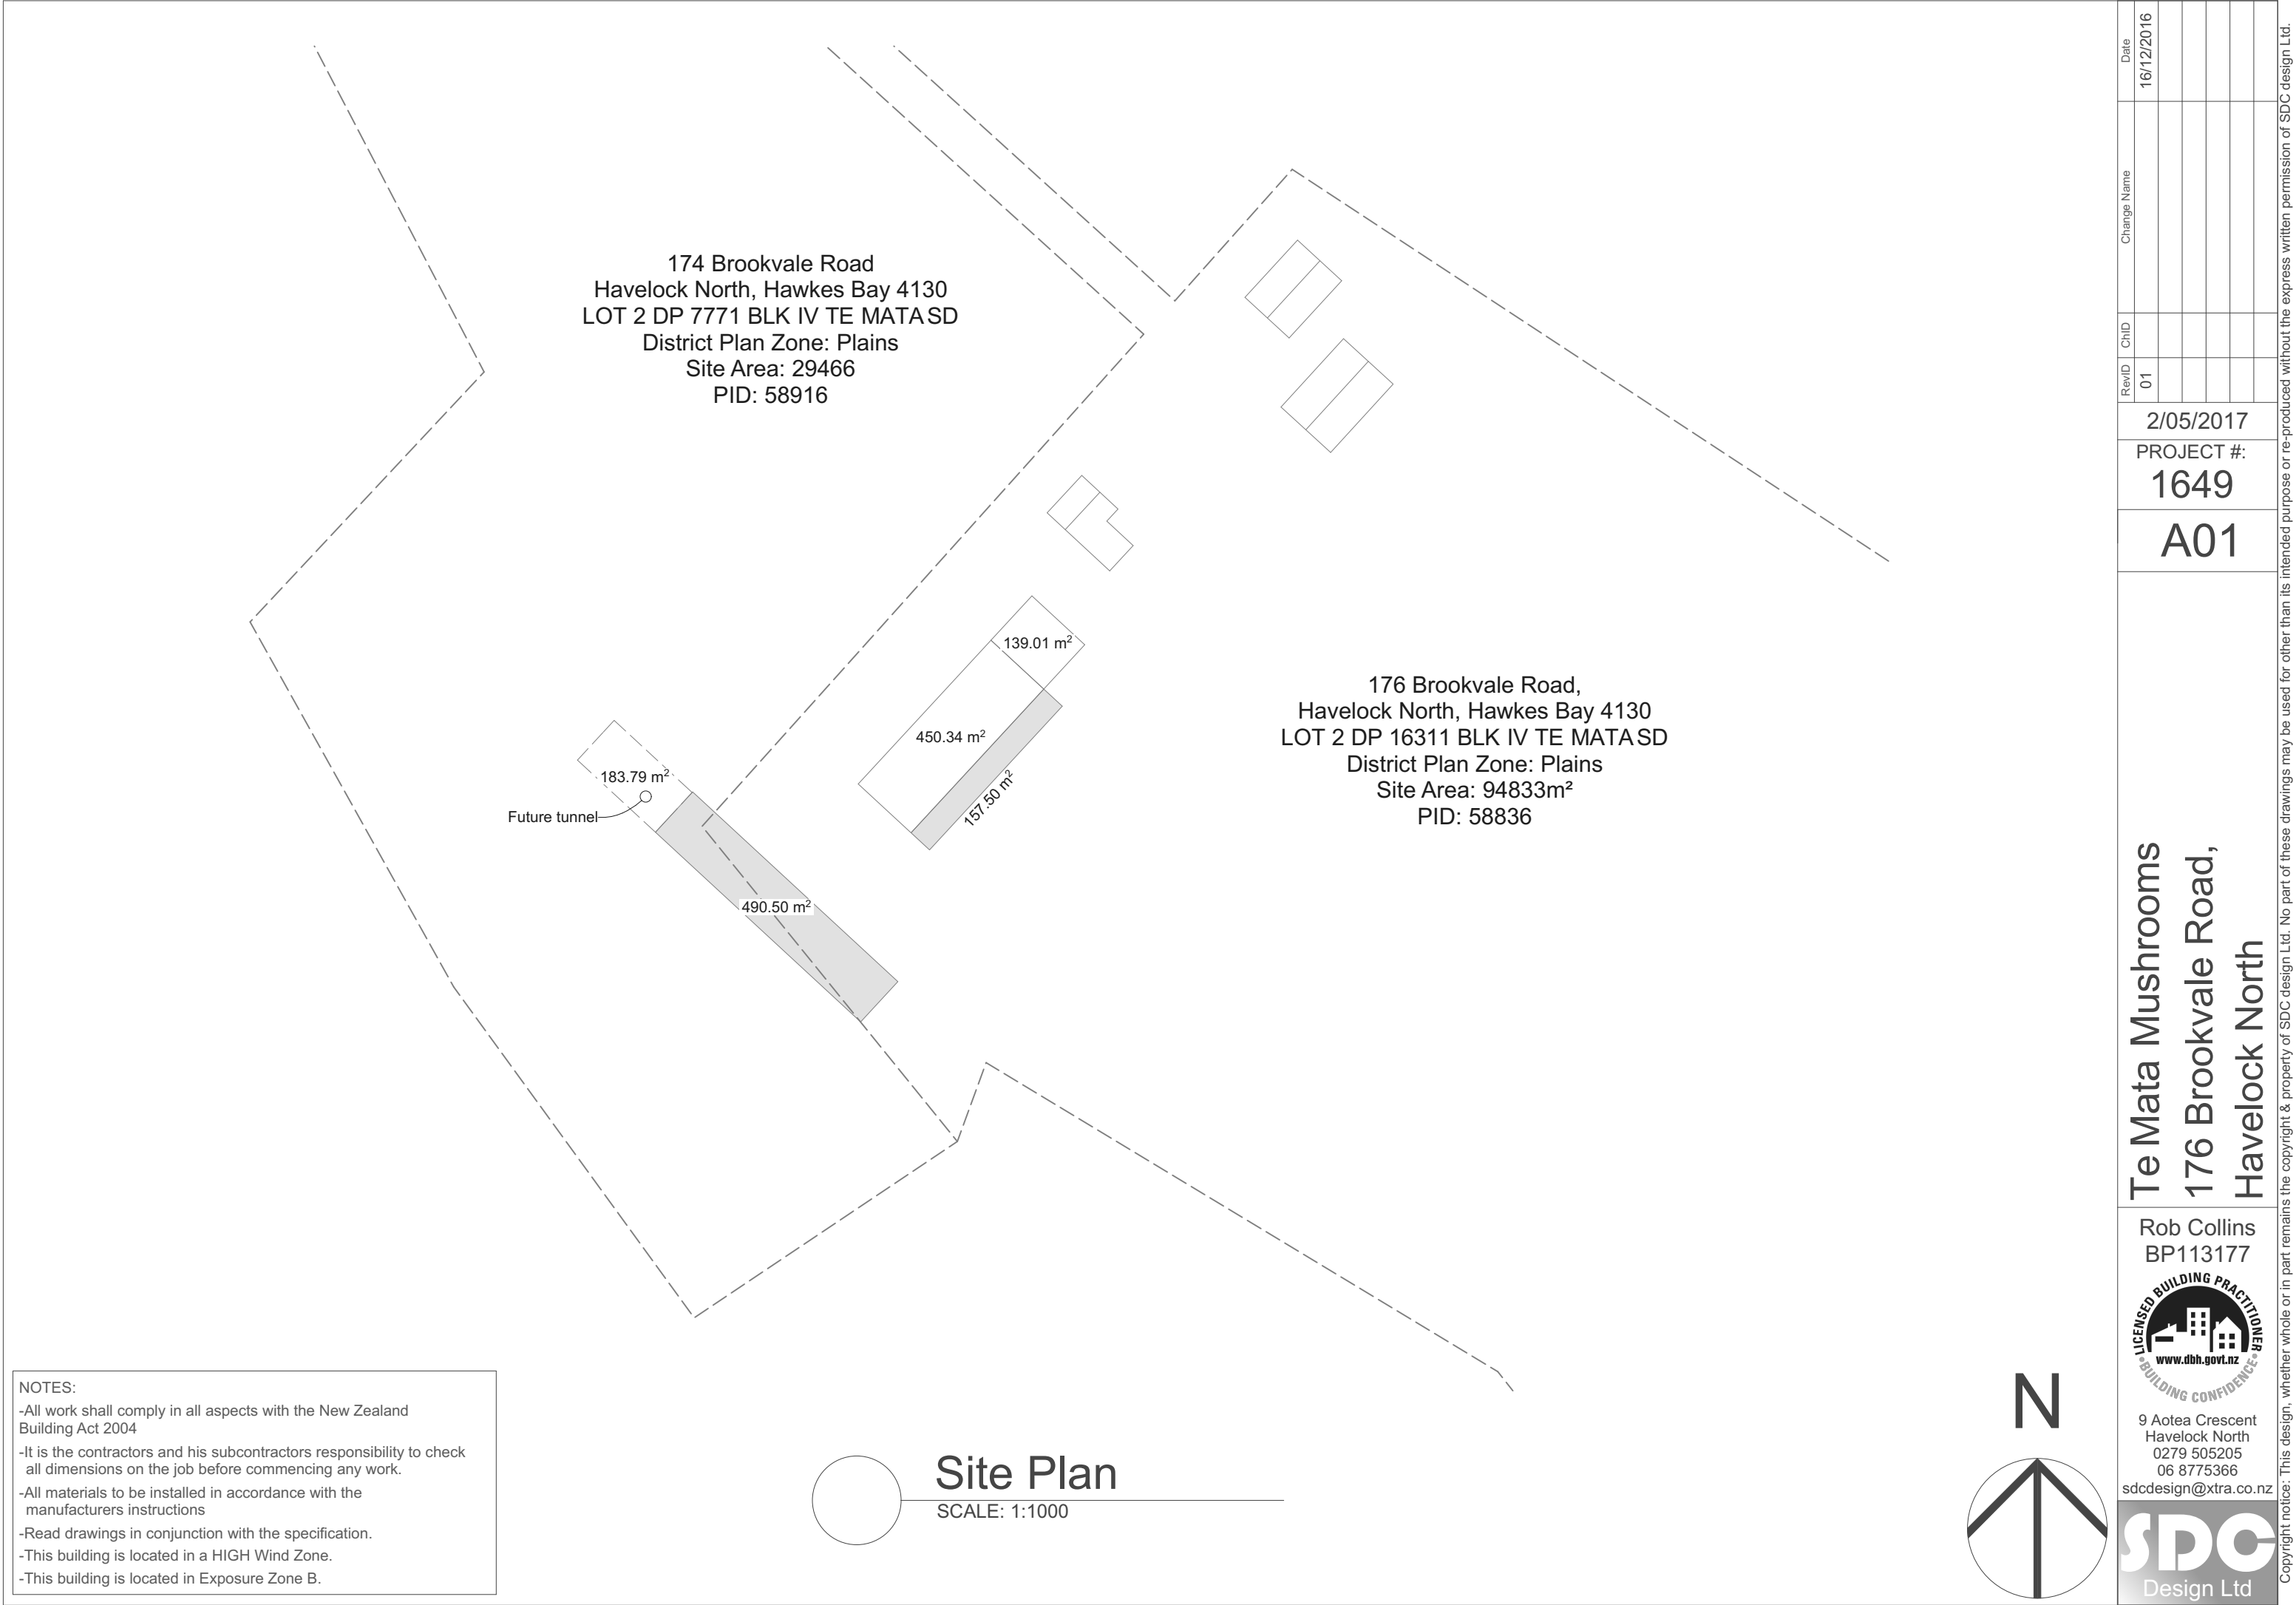 174 Brookvale Road
Havelock North, Hawkes Bay 4130
LOT 2 DP 7771 BLK IV TE MATA SD
District Plan Zone: Plains
Site Area: 29466
PID: 58916
139.01 m²
450.34 m²
157.50 m²
183.79 m²
Future tunnel
490.50 m²
176 Brookvale Road,
Havelock North, Hawkes Bay 4130
LOT 2 DP 16311 BLK IV TE MATA SD
District Plan Zone: Plains
Site Area: 94833m²
PID: 58836
NOTES:
-All work shall comply in all aspects with the New Zealand
Building Act 2004
-It is the contractors and his subcontractors responsibility to check
all dimensions on the job before commencing any work.
-All materials to be installed in accordance with the
manufacturers instructions
-Read drawings in conjunction with the specification.
-This building is located in a HIGH Wind Zone.
-This building is located in Exposure Zone B.
Site Plan
SCALE: 1:1000
N
RevID ChID Change Name Date
01 16/12/2016
2/05/2017
PROJECT #:
1649
A01
Te Mata Mushrooms
176 Brookvale Road,
Havelock North
Rob Collins
BP113177
LICENSED BUILDING PRACTITIONER
www.dbh.govt.nz
BUILDING CONFIDENCE
9 Aotea Crescent
Havelock North
0279 505205
06 8775366
sdcdesign@xtra.co.nz
SDC
Design Ltd
Copyright notice: This design, whether whole or in part remains the copyright & property of SDC design Ltd. No part of these drawings may be used for other than its intended purpose or re-produced without the express written permission of SDC design Ltd.